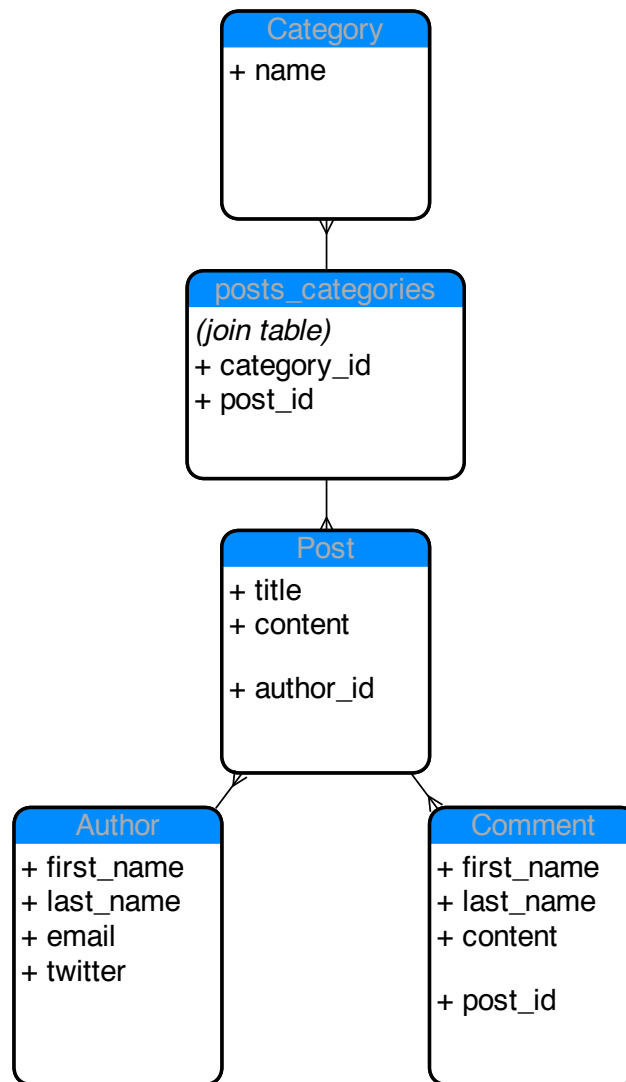 Category
+ name
posts_categories
(join table)
+ category_id
+ post_id
Post
+ title
+ content
+ author_id
Author
+ first_name
+ last_name
+ email
+ twitter
Comment
+ first_name
+ last_name
+ content
+ post_id